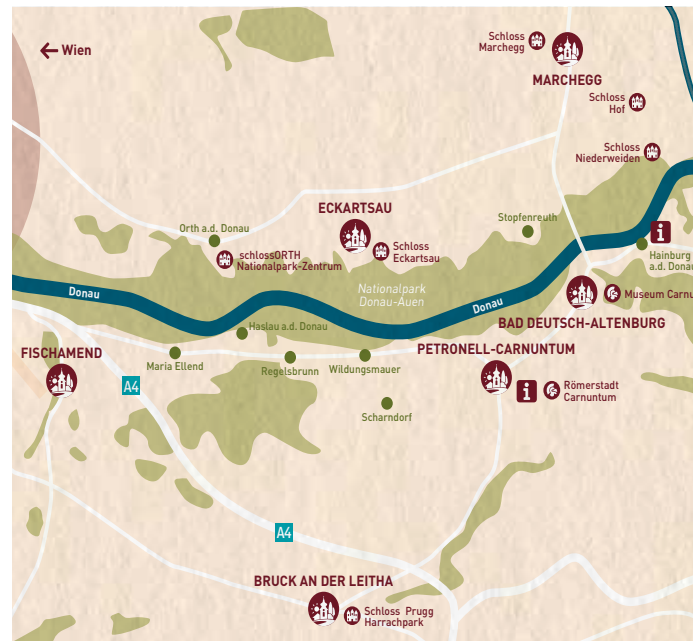 Wien
Schloss
Marchegg
MARCHEGG
Schloss
Hof
Schloss
Niederweiden
ECKARTSAU
Stopfenreuth
Orth a.d. Donau
schlossORTH
Nationalpark-Zentrum
Schloss
Eckartsau
i
Hainburg
a.d. Donau
Donau
Nationalpark
Donau-Auen
Donau
Museum Carnu
Haslau a.d. Donau
BAD DEUTSCH-ALTENBURG
FISCHAMEND
Maria Ellend
Regelsbrunn
Wildungsmauer
PETRONELL-CARNUNTUM
A4
i
Römerstadt
Carnuntum
Scharndorf
A4
BRUCK AN DER LEITHA
Schloss Prugg
Harrachpark